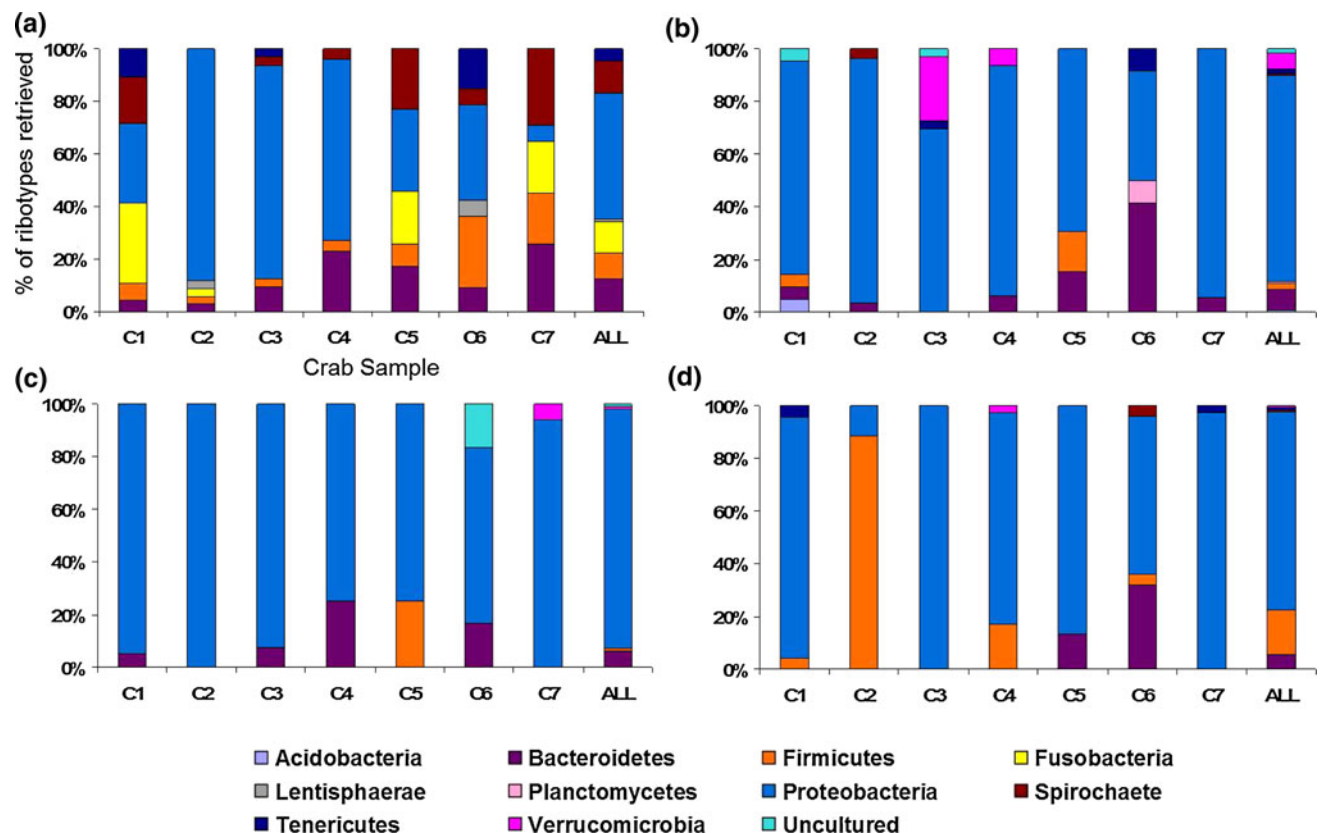 (a)
100%
80%
60%
40%
20%
0%
% of ribotypes retrieved
C1 C2 C3 C4 C5 C6 C7 ALL
Crab Sample
(b)
100%
80%
60%
40%
20%
0%
C1 C2 C3 C4 C5 C6 C7 ALL
(c)
100%
80%
60%
40%
20%
0%
C1 C2 C3 C4 C5 C6 C7 ALL
(d)
100%
80%
60%
40%
20%
0%
C1 C2 C3 C4 C5 C6 C7 ALL
Acidobacteria Bacteroidetes Firmicutes Fusobacteria
Lentisphaerae Planctomycetes Proteobacteria Spirochaete
Tenericutes Verrucomicrobia Uncultured